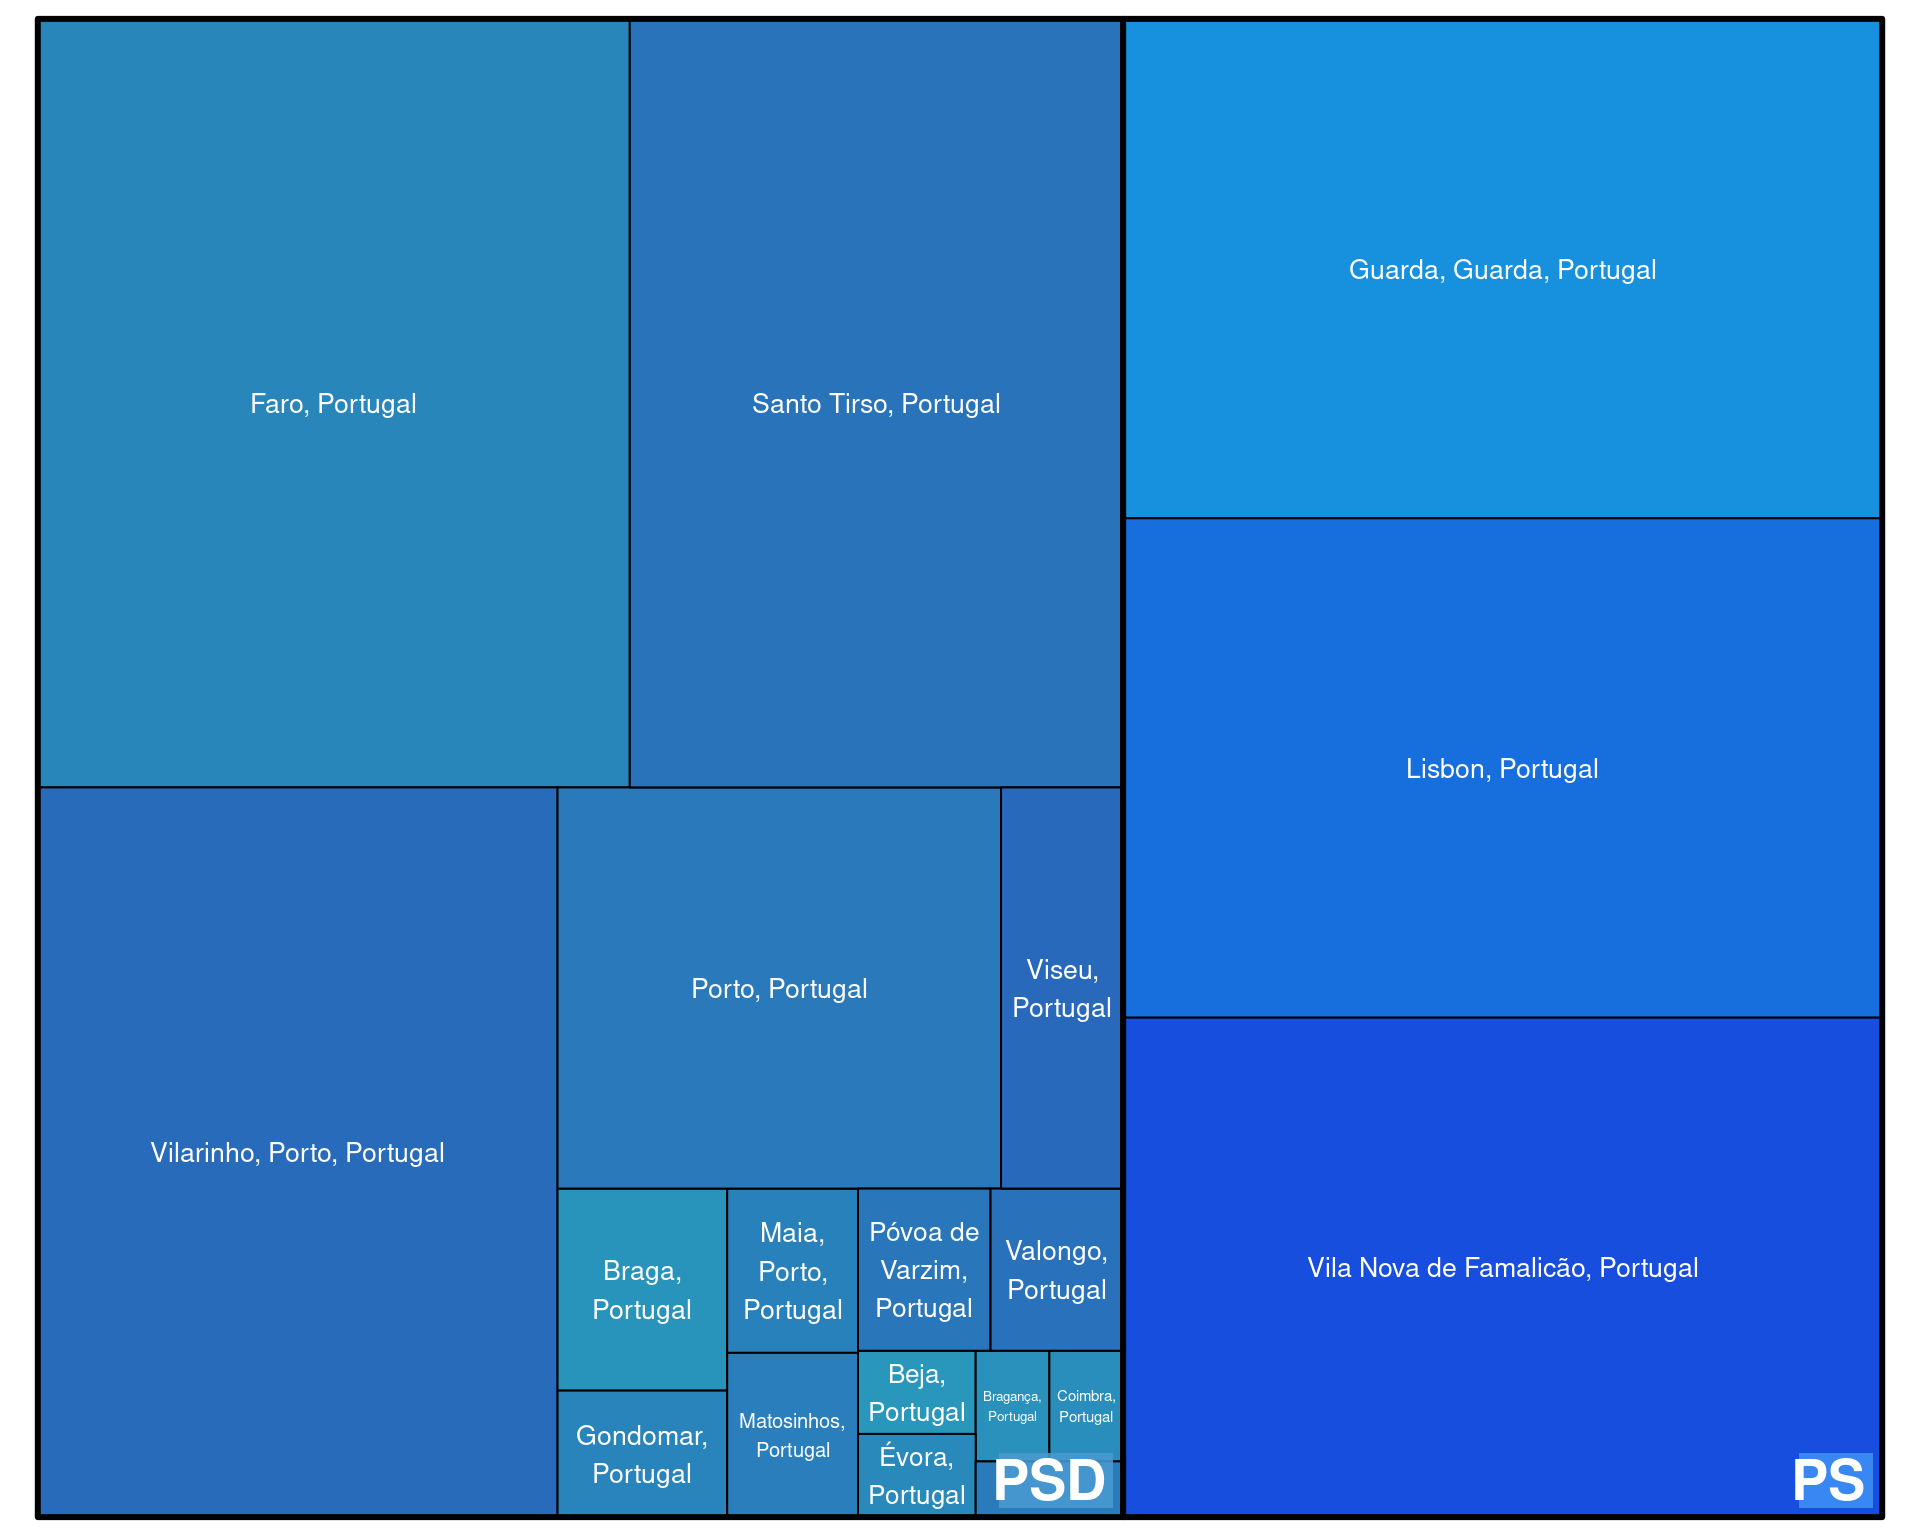 Faro, Portugal
Santo Tirso, Portugal
Guarda, Guarda, Portugal
Lisbon, Portugal
Vila Nova de Famalicão, Portugal
Vilarinho, Porto, Portugal
Porto, Portugal
Viseu,
Portugal
Braga,
Portugal
Maia,
Porto,
Portugal
Póvoa de
Varzim,
Portugal
Valongo,
Portugal
Gondomar,
Portugal
Matosinhos,
Portugal
Beja,
Portugal
Bragança,
Portugal
Coimbra,
Portugal
Évora,
Portugal
PSD
PS